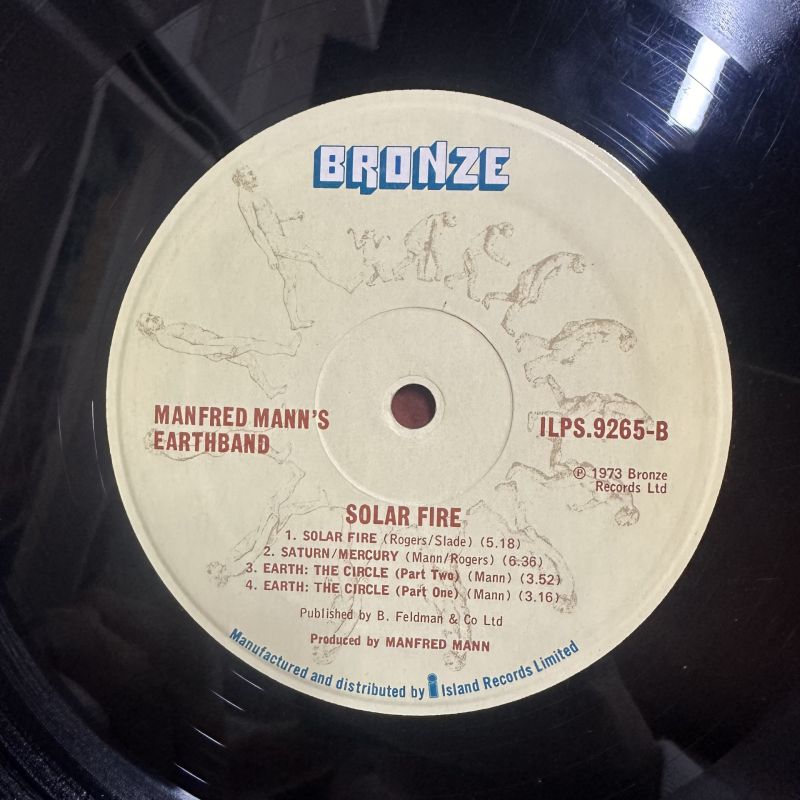 BRONZE
MANFRED MANN'S
EARTHBAND
ILPS.9265-B
℗ 1973 Bronze
Records Ltd
SOLAR FIRE
1. SOLAR FIRE (Rogers/Slade) (5.18)
2. SATURN/MERCURY (Mann/Rogers) (6.36)
3. EARTH: THE CIRCLE (Part Two) (Mann) (3.52)
4. EARTH: THE CIRCLE (Part One) (Mann) (3.16)
Published by B. Feldman & Co Ltd
Produced by MANFRED MANN
Manufactured and distributed by i Island Records Limited